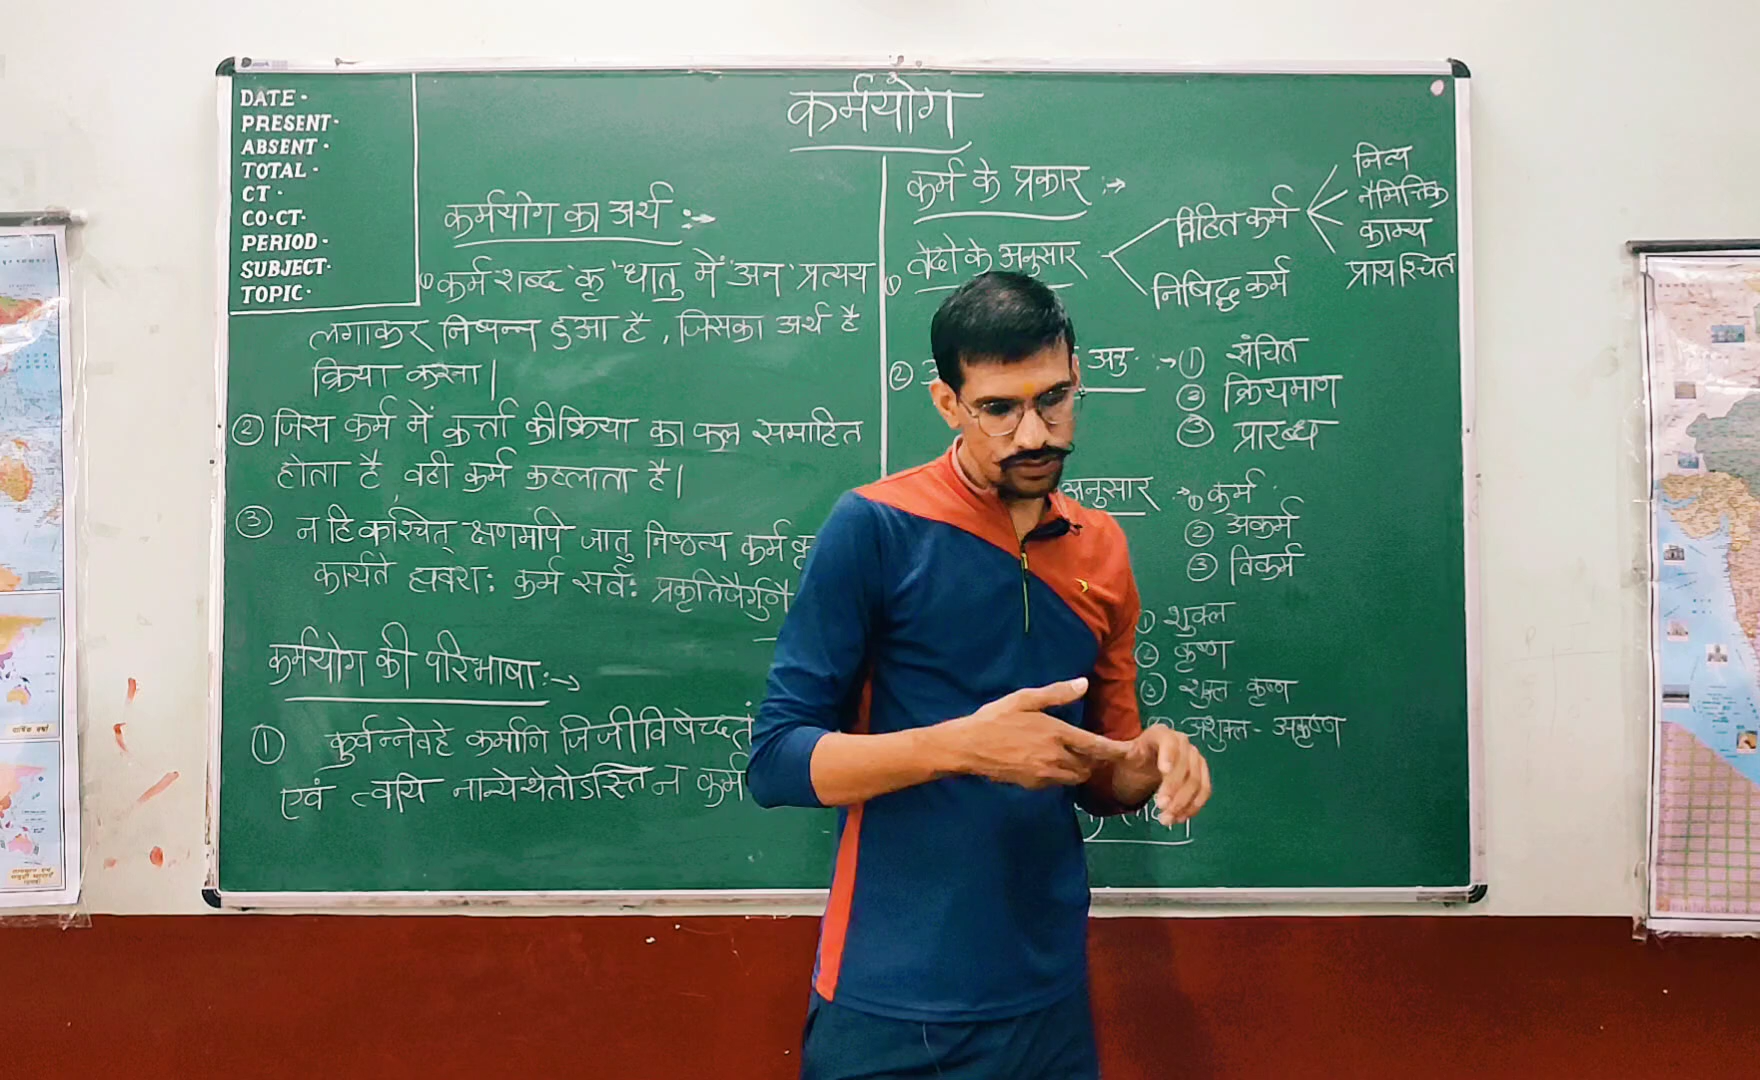 DATE -
PRESENT-
ABSENT -
TOTAL -
CT -
CO-CT-
PERIOD -
SUBJECT-
TOPIC-
कर्मयोग
कर्मयोग का अर्थ :→
① कर्म शब्द 'कृ' धातु में 'अन' प्रत्यय
लगाकर निष्पन्न हुआ है, जिसका अर्थ है
क्रिया करना|
② जिस कर्म में कर्त्ता की क्रिया का फल समाहित
होता है, वही कर्म कहलाता है|
③ न हि कश्चित् क्षणमपि जातु निष्ठत्य कर्म कृ
कार्यते ह्यवशः कर्म सर्वः प्रकृतिजैर्गुणै
कर्मयोग की परिभाषा :→
① कुर्वन्नेवहे कर्मानि जिजीविषेच्छतं
एवं त्वयि नान्येथेतोऽस्ति न कर्म
कर्म के प्रकार :→
① वेदो के अनुसार
विहित कर्म
नित्य
नैमित्तिक
काम्य
प्रायश्चित
निषिद्ध कर्म
② अनु. :→ ① संचित
② क्रियमाण
③ प्रारब्ध
अनुसार → ① कर्म
② अकर्म
③ विकर्म
① शुक्ल
② कृष्ण
③ शुक्ल कृष्ण
अशुक्ल - अकृष्ण